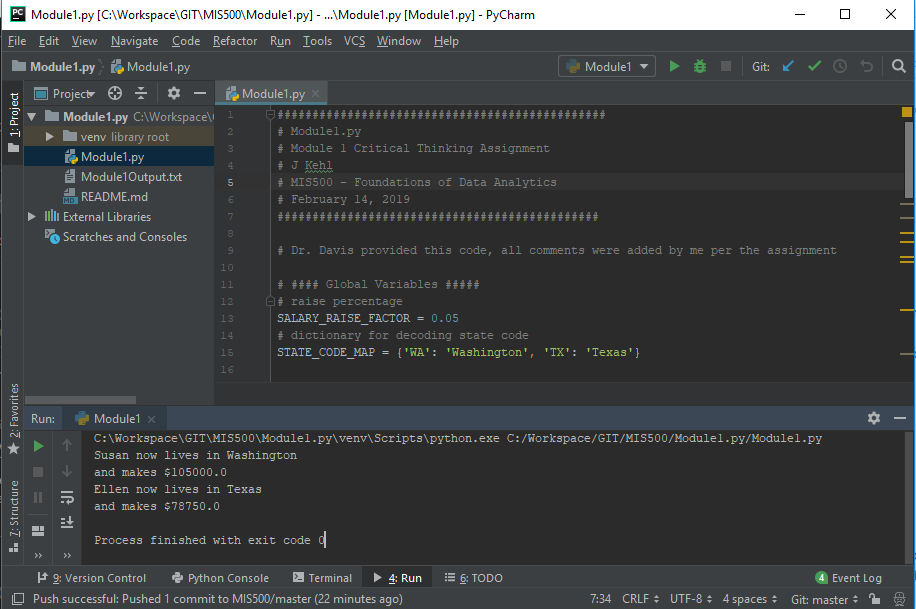 Module1.py [C:\Workspace\GIT\MIS500\Module1.py] - ...\Module1.py [Module1.py] - PyCharm
File Edit View Navigate Code Refactor Run Tools VCS Window Help
Module1.py Module1.py Module1 Git:
1: Project
Project
Module1.py C:\Workspace\
venv library root
Module1.py
Module1Output.txt
README.md
External Libraries
Scratches and Consoles
Module1.py
1 ###############################################
2 # Module1.py
3 # Module 1 Critical Thinking Assignment
4 # J Kehl
5 # MIS500 - Foundations of Data Analytics
6 # February 14, 2019
7 ##############################################
8
9 # Dr. Davis provided this code, all comments were added by me per the assignment
10
11 # #### Global Variables #####
12 # raise percentage
13 SALARY_RAISE_FACTOR = 0.05
14 # dictionary for decoding state code
15 STATE_CODE_MAP = {'WA': 'Washington', 'TX': 'Texas'}
16
2: Favorites
7: Structure
Run: Module1
C:\Workspace\GIT\MIS500\Module1.py\venv\Scripts\python.exe C:/Workspace/GIT/MIS500/Module1.py/Module1.py
Susan now lives in Washington
and makes $105000.0
Ellen now lives in Texas
and makes $78750.0
Process finished with exit code 0
9: Version Control Python Console Terminal 4: Run 6: TODO 4 Event Log
Push successful: Pushed 1 commit to MIS500/master (22 minutes ago) 7:34 CRLF UTF-8 4 spaces Git: master